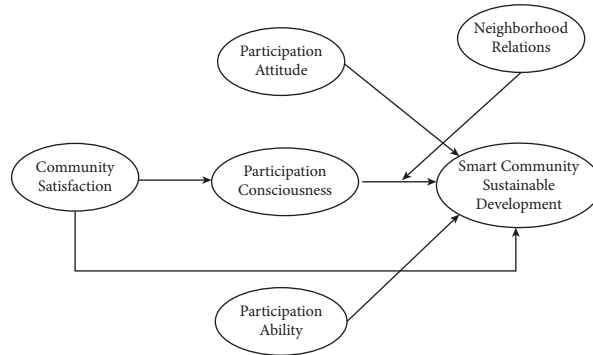 Neighborhood
Relations
Participation
Attitude
Community
Satisfaction
Participation
Consciousness
Smart Community
Sustainable
Development
Participation
Ability